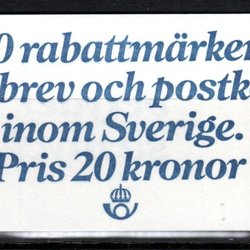 0 rabattmärken
brev och postk
inom Sverige.
Pris 20 kronor